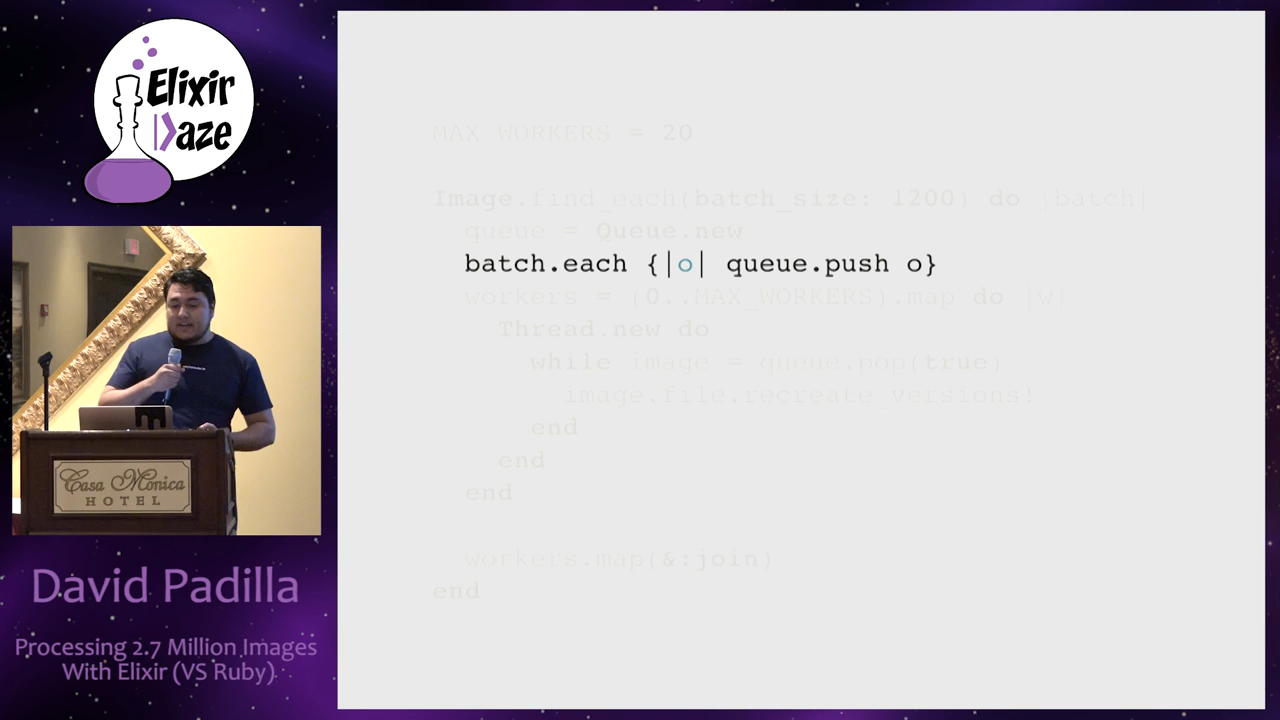 Elixir
Daze
Casa Monica
HOTEL
David Padilla
Processing 2.7 Million Images
With Elixir (VS Ruby)
MAX_WORKERS = 20
Image.find_each(batch_size: 1200) do |batch|
queue = Queue.new
batch.each {|o| queue.push o}
workers = (0..MAX_WORKERS).map do |w|
Thread.new do
while image = queue.pop(true)
image.file.recreate_versions!
end
end
end
workers.map(&:join)
end